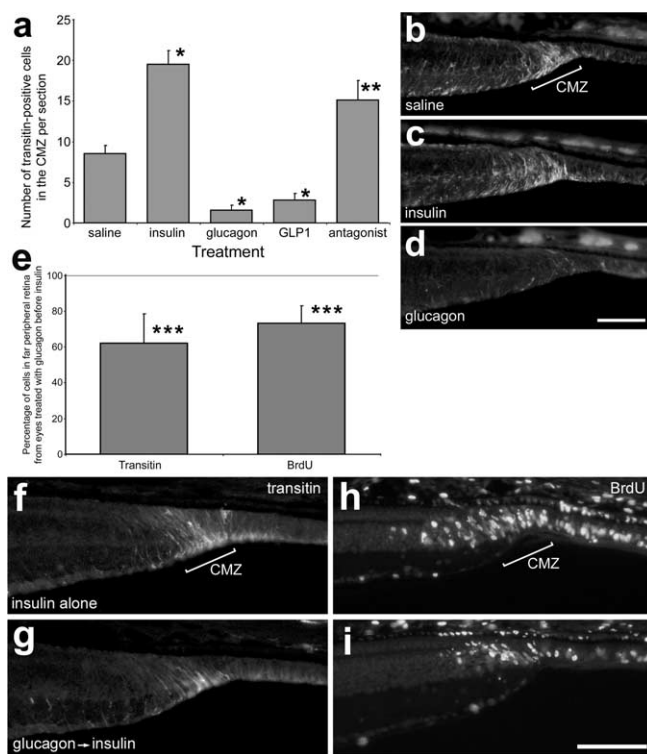 a
Number of transitin-positive cells
in the CMZ per section
25
20
15
10
5
0
*
*
*
**
saline
insulin
glucagon
GLP1
antagonist
Treatment
b
CMZ
saline
c
insulin
d
glucagon
e
Percentage of cells in far peripheral retina
from eyes treated with glucagon before insulin
100
80
60
40
20
0
***
***
Transitin
BrdU
f
transitin
CMZ
insulin alone
h
BrdU
CMZ
g
glucagon→insulin
i